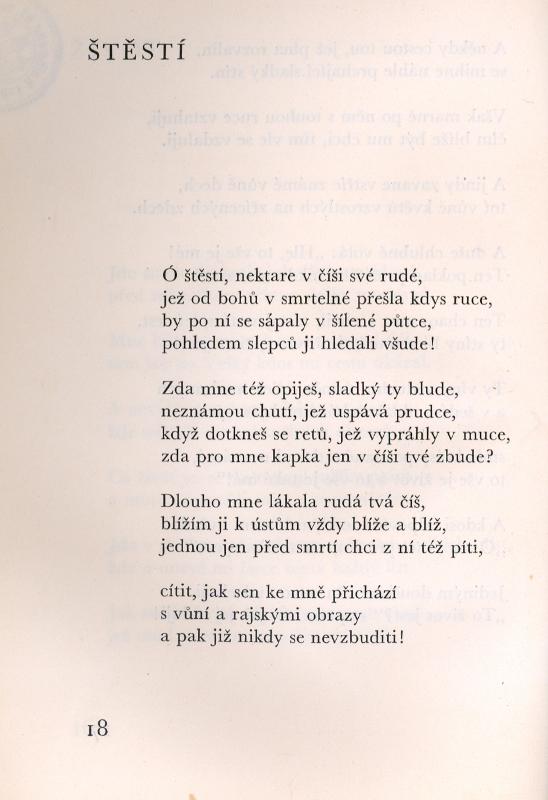 ŠTĚSTÍ
Ó štěstí, nektare v číši své rudé,
jež od bohů v smrtelné přešla kdys ruce,
by po ní se sápaly v šílené půtce,
pohledem slepců ji hledali všude!
Zda mne též opiješ, sladký ty blude,
neznámou chutí, jež uspává prudce,
když dotkneš se retů, jež vypráhly v muce,
zda pro mne kapka jen v číši tvé zbude?
Dlouho mne lákala rudá tvá číš,
blížím ji k ústům vždy blíže a blíž,
jednou jen před smrtí chci z ní též píti,
cítit, jak sen ke mně přichází
s vůní a rajskými obrazy
a pak již nikdy se nevzbuditi!
18